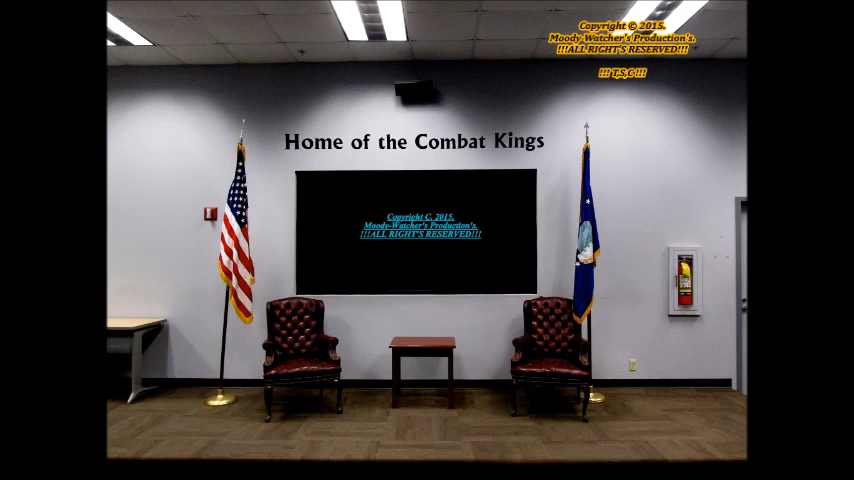 Copyright © 2015.
Moody-Watcher's Production's.
!!!ALL RIGHT'S RESERVED!!!
!!! T.S.C !!!
Home of the Combat Kings
Copyright C. 2015.
Moody-Watcher's Production's.
!!!ALL RIGHT'S RESERVED!!!